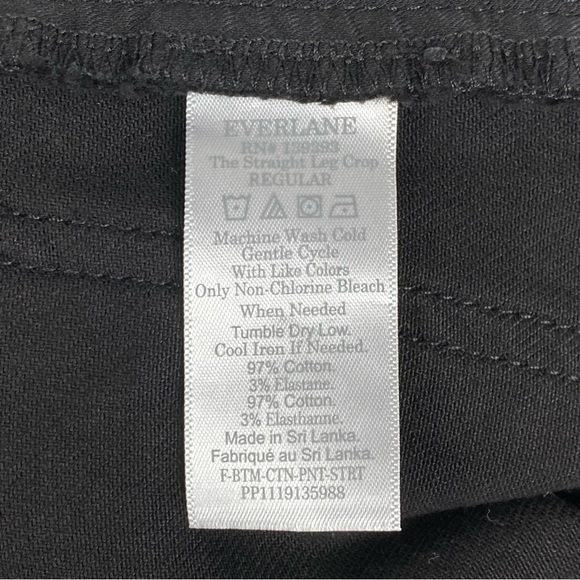 EVERLANE
RN# 139293
The Straight Leg Crop
REGULAR
Machine Wash Cold
Gentle Cycle
With Like Colors
Only Non-Chlorine Bleach
When Needed
Tumble Dry Low.
Cool Iron If Needed.
97% Cotton.
3% Elastane.
97% Cotton.
3% Elasthanne.
Made in Sri Lanka.
Fabriqué au Sri Lanka.
F-BTM-CTN-PNT-STRT
PP1119135988